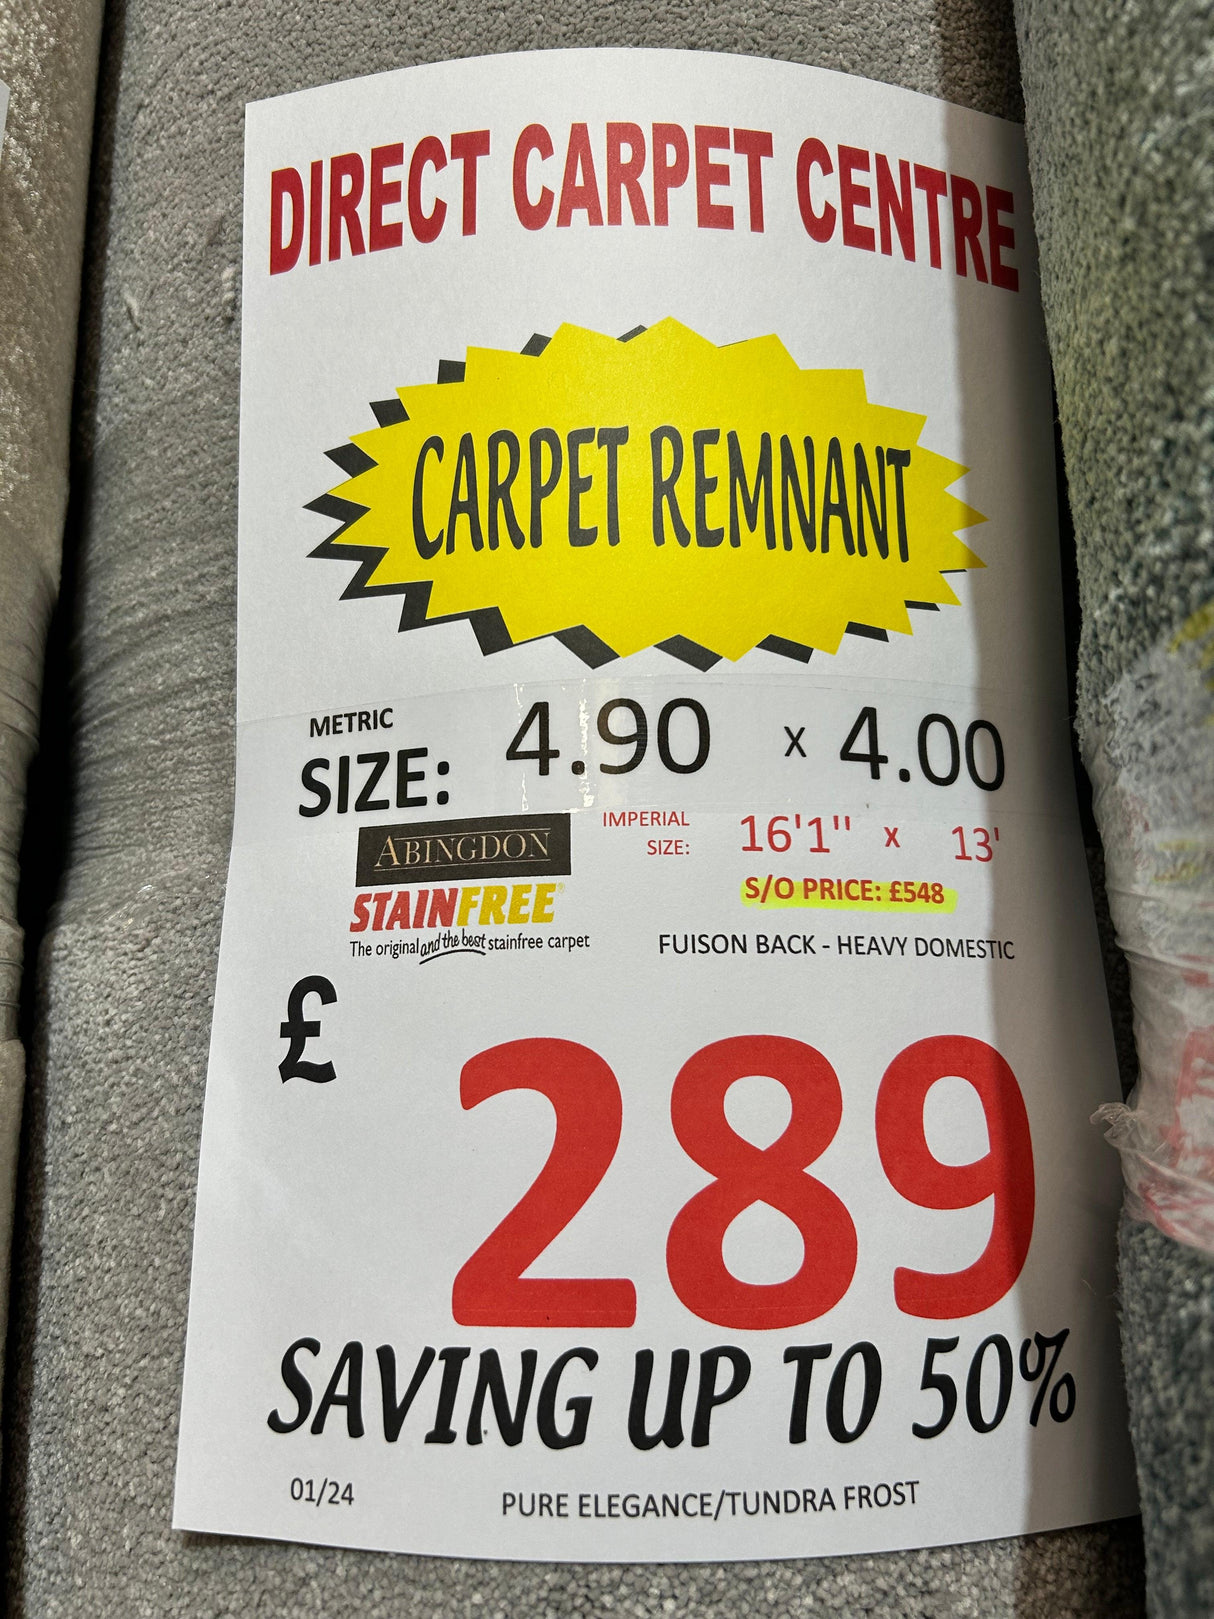 DIRECT CARPET CENTRE
CARPET REMNANT
METRIC
SIZE: 4.90 x 4.00
ABINGDON
IMPERIAL
SIZE: 16'1'' x 13'
STAINFREE®
S/O PRICE: £548
The original and the best stainfree carpet
FUISON BACK - HEAVY DOMESTIC
£
289
SAVING UP TO 50%
01/24
PURE ELEGANCE/TUNDRA FROST